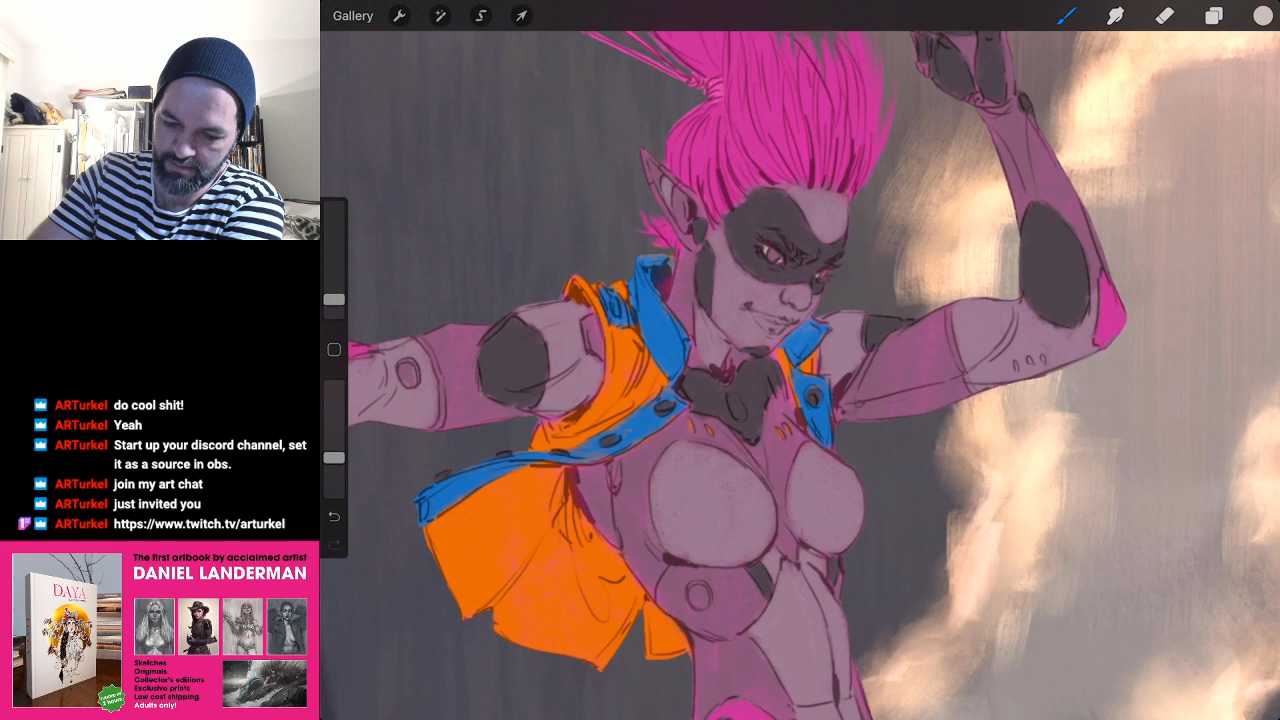 Gallery
ARTurkel do cool shit!
ARTurkel Yeah
ARTurkel Start up your discord channel, set
it as a source in obs.
ARTurkel join my art chat
ARTurkel just invited you
ARTurkel https://www.twitch.tv/arturkel
The first artbook by acclaimed artist
DANIEL LANDERMAN
DAYA
Sketches
Originals
Collector's editions
Exclusive prints
Low cost shipping
Adults only!